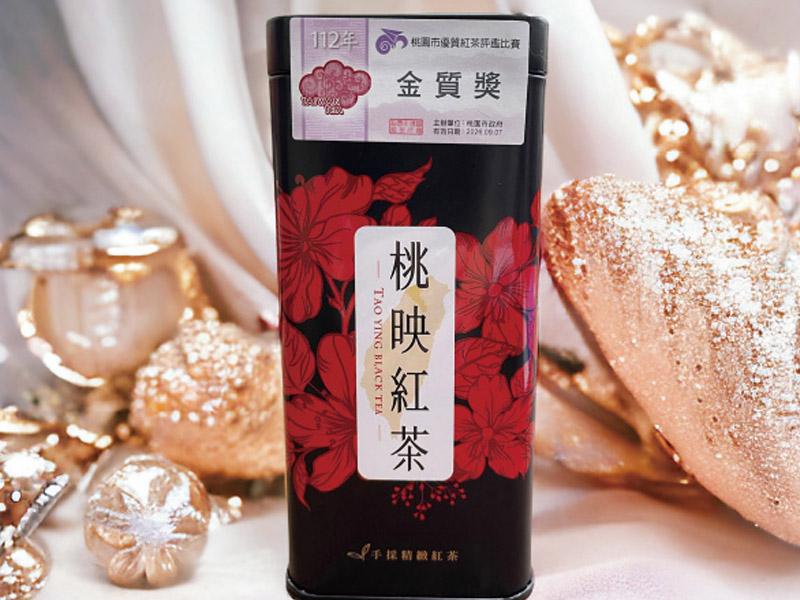 112年
桃園市優質紅茶評鑑比賽
金質獎
TAIWAN
TEA
主辦單位：桃園市政府
有效日期：2026.09.07
桃映紅茶
TAO YING BLACK TEA
手採精緻紅茶